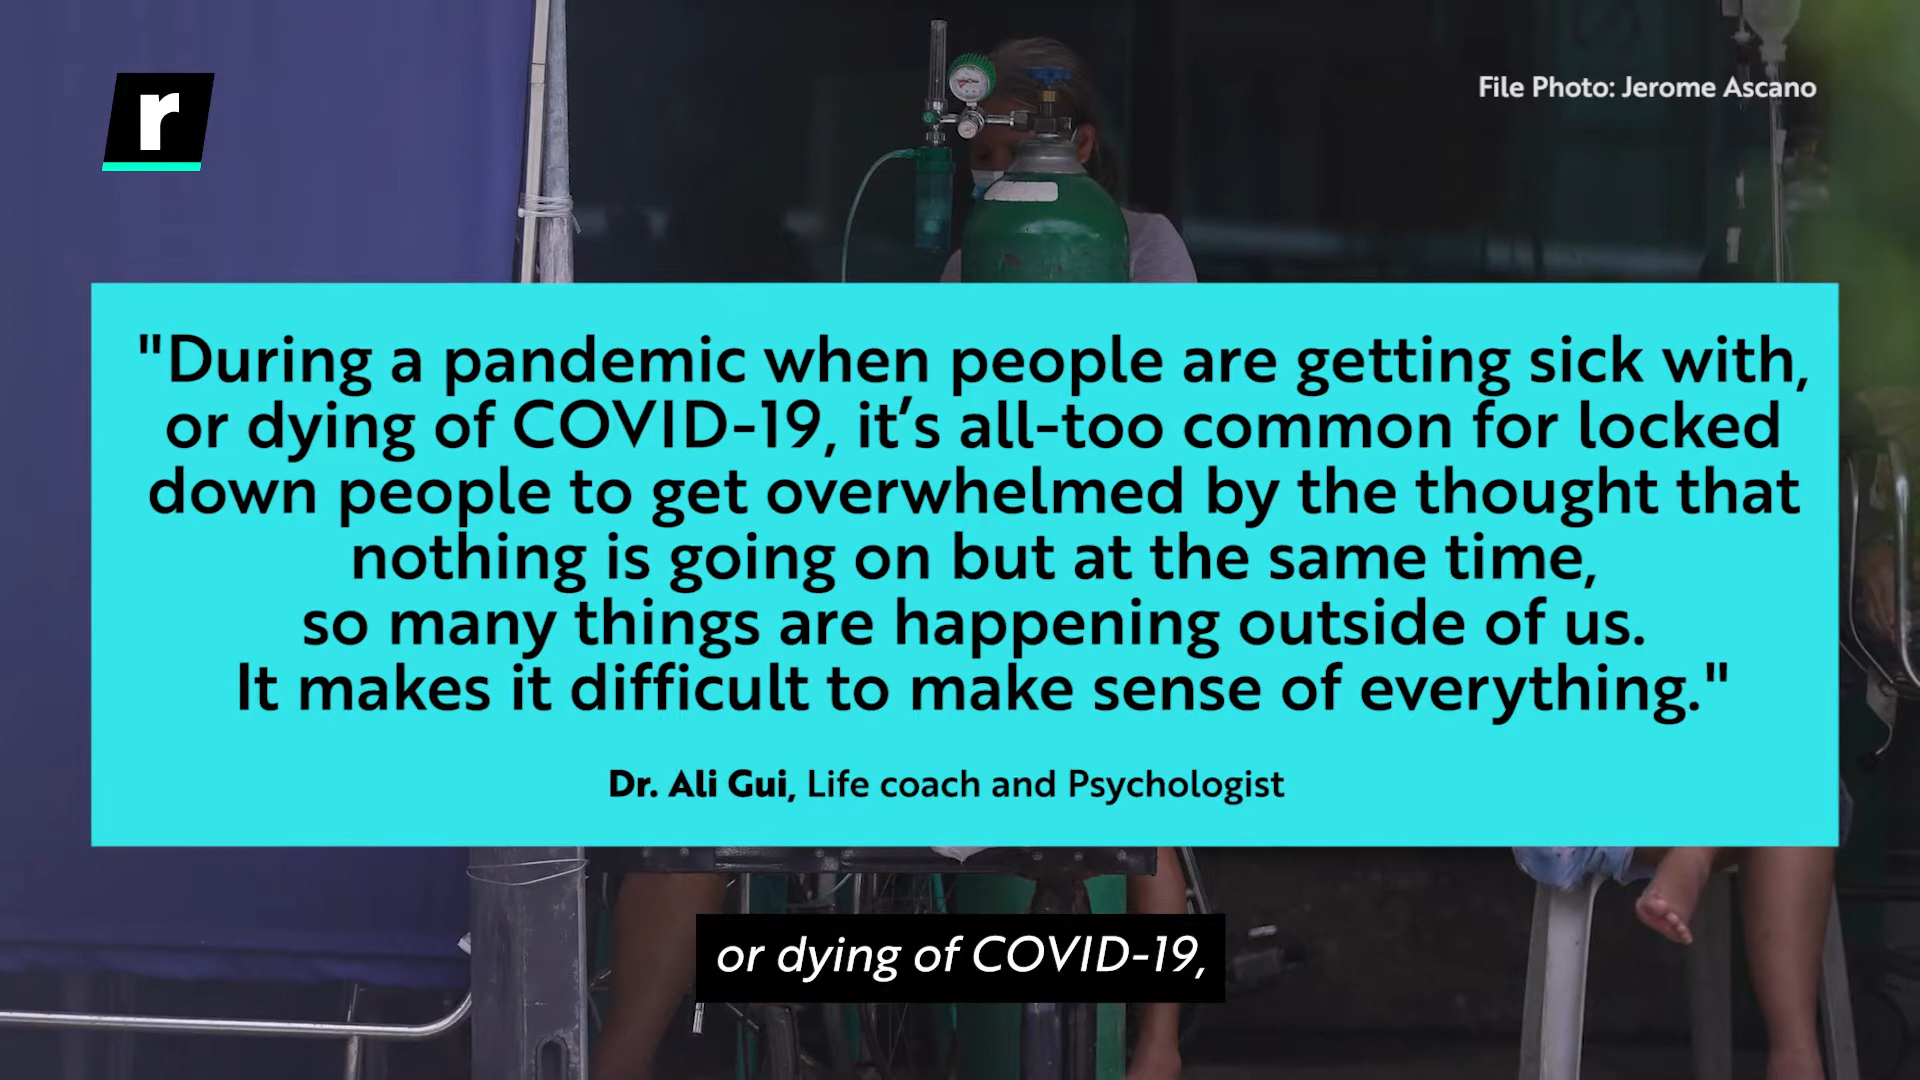 r
File Photo: Jerome Ascano
"During a pandemic when people are getting sick with,
or dying of COVID-19, it's all-too common for locked
down people to get overwhelmed by the thought that
nothing is going on but at the same time,
so many things are happening outside of us.
It makes it difficult to make sense of everything."
Dr. Ali Gui, Life coach and Psychologist
or dying of COVID-19,